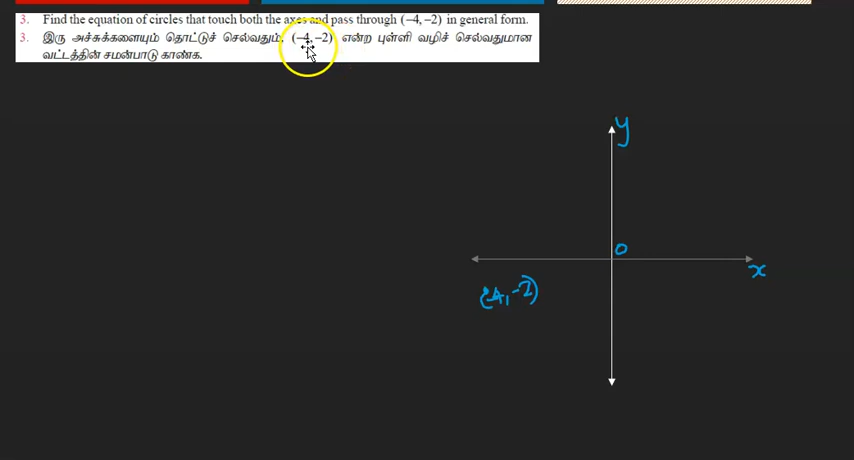 3. Find the equation of circles that touch both the axes and pass through (−4, −2) in general form.
3. இரு அச்சுக்களையும் தொட்டுச் செல்வதும், (−4, −2) என்ற புள்ளி வழிச் செல்வதுமான
வட்டத்தின் சமன்பாடு காண்க.
y
0
x
(-4, -2)